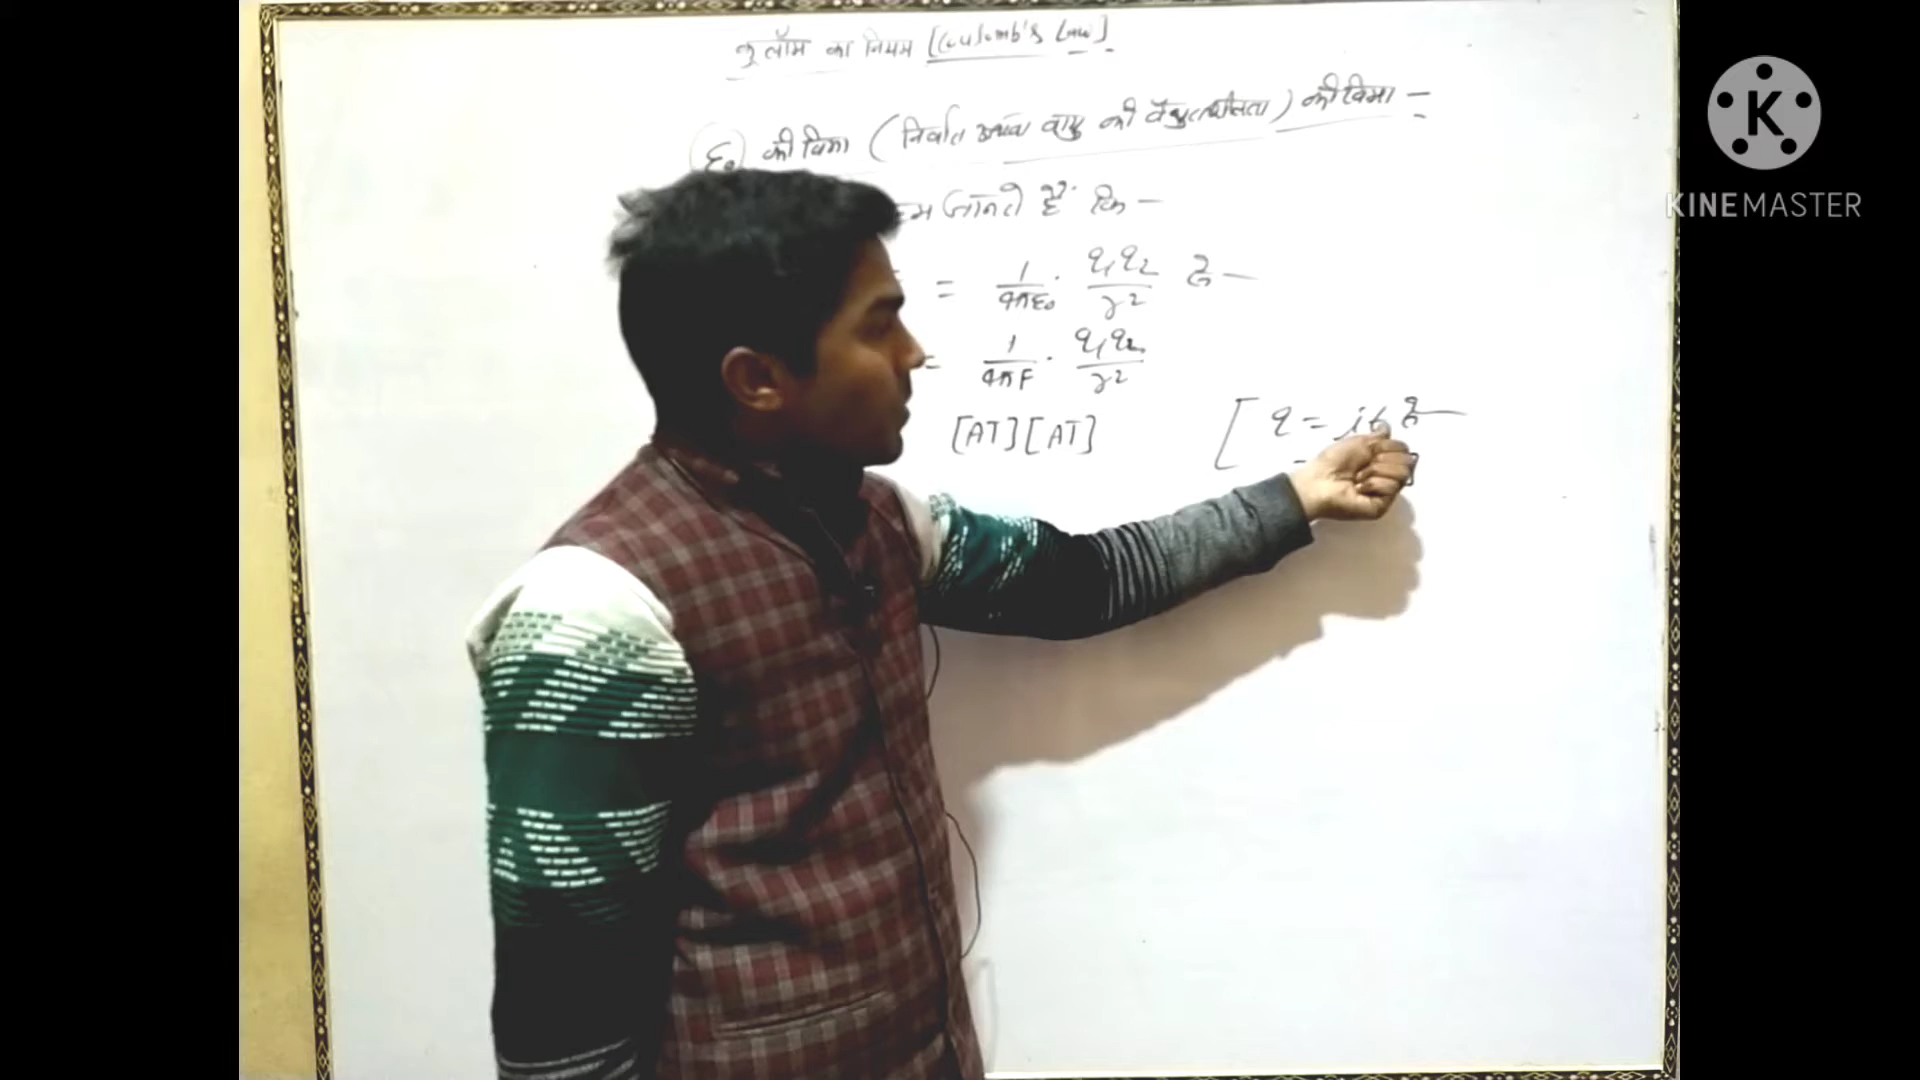 कुलॉम का नियम [Coulomb's Law]
ε₀ की विमा (निर्वात अथवा वायु की वैद्युतशीलता) की विमा -
हम जानते हैं कि -
= 1/4πε₀ · q₁q₂/r² है
= 1/4πF · q₁q₂/r²
[AT][AT] [q = it है
KINEMASTER